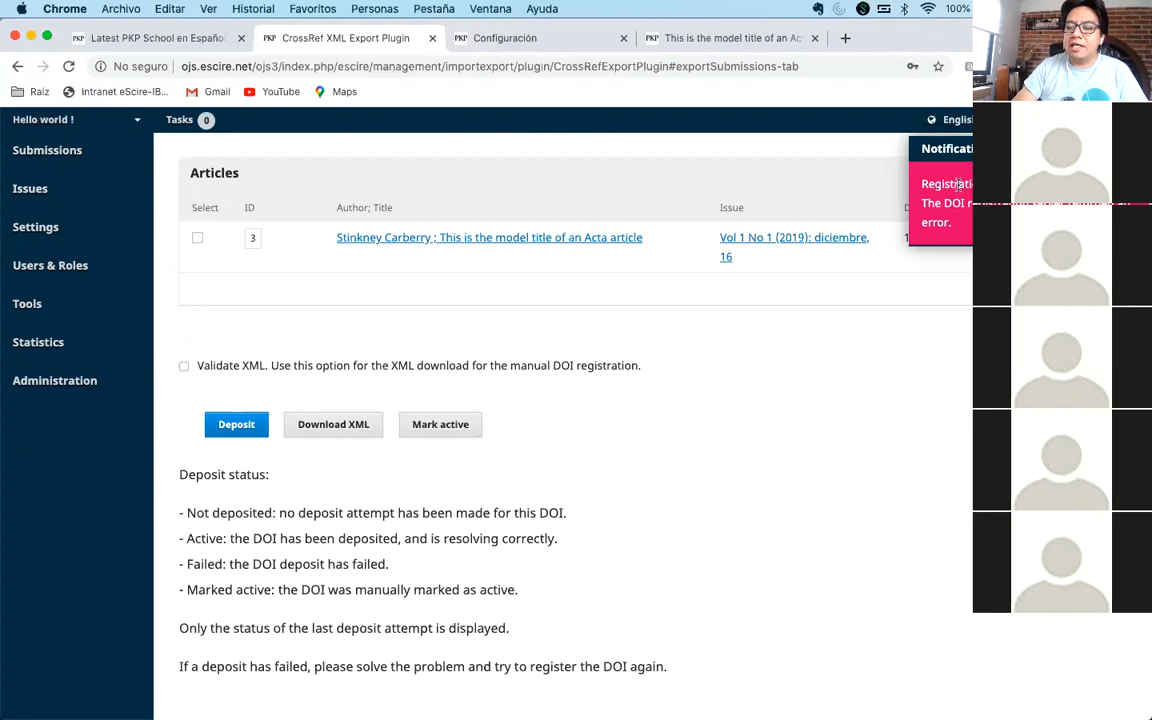 Chrome Archivo Editar Ver Historial Favoritos Personas Pestaña Ventana Ayuda 100%
Latest PKP School en Español CrossRef XML Export Plugin Configuración This is the model title of an Ac
No seguro ojs.escire.net/ojs3/index.php/escire/management/importexport/plugin/CrossRefExportPlugin#exportSubmissions-tab
Raíz Intranet eScire-IB... Gmail YouTube Maps
Hello world ! Tasks 0 English
Submissions
Issues
Settings
Users & Roles
Tools
Statistics
Administration
Articles
Select ID Author; Title Issue
3 Stinkney Carberry ; This is the model title of an Acta article Vol 1 No 1 (2019): diciembre,
16
Notificati
The DOI
error.
Validate XML. Use this option for the XML download for the manual DOI registration.
Deposit Download XML Mark active
Deposit status:
- Not deposited: no deposit attempt has been made for this DOI.
- Active: the DOI has been deposited, and is resolving correctly.
- Failed: the DOI deposit has failed.
- Marked active: the DOI was manually marked as active.
Only the status of the last deposit attempt is displayed.
If a deposit has failed, please solve the problem and try to register the DOI again.